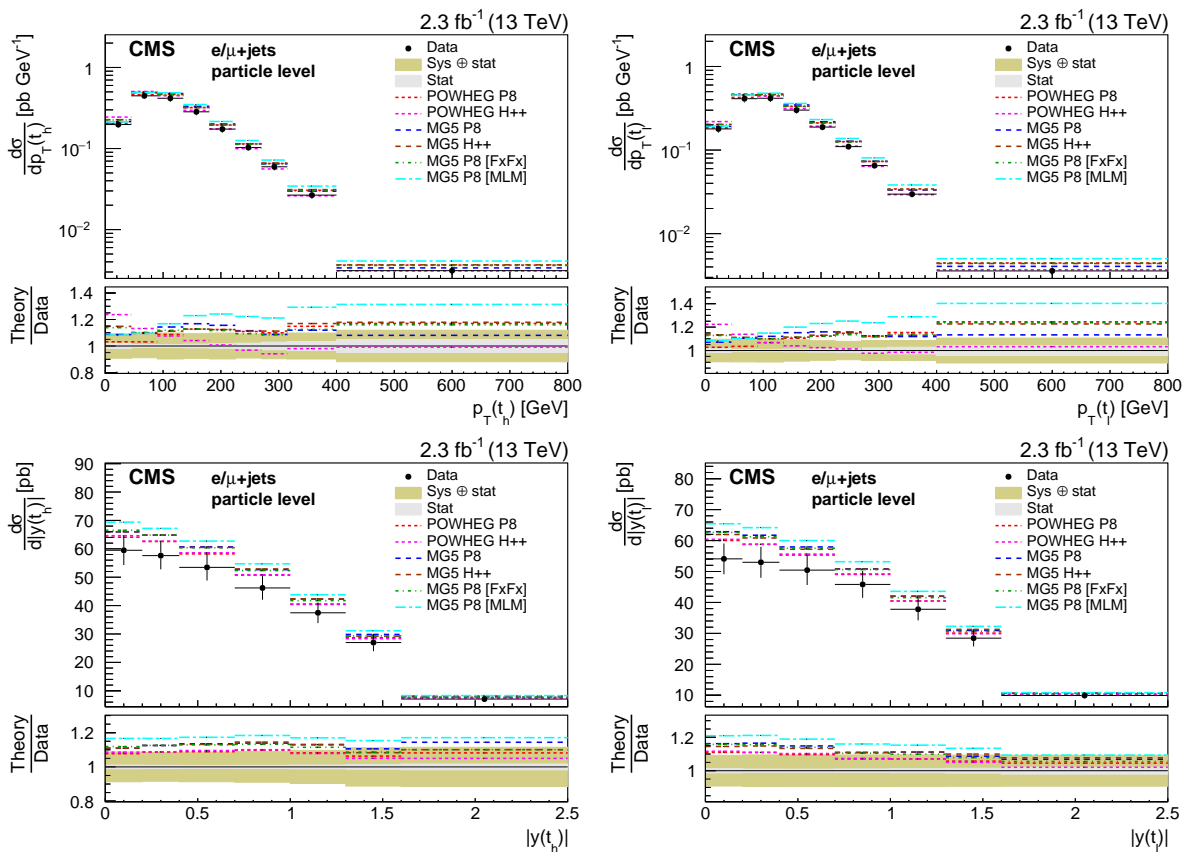 2.3 fb⁻¹ (13 TeV)
CMS
e/μ+jets
particle level
Data
Sys ⊕ stat
Stat
POWHEG P8
POWHEG H++
MG5 P8
MG5 H++
MG5 P8 [FxFx]
MG5 P8 [MLM]
dσ/dp_T(t_h) [pb GeV⁻¹]
1
10⁻¹
10⁻²
Theory/Data
1.4
1.2
1
0.8
0 100 200 300 400 500 600 700 800
p_T(t_h) [GeV]
2.3 fb⁻¹ (13 TeV)
CMS
e/μ+jets
particle level
Data
Sys ⊕ stat
Stat
POWHEG P8
POWHEG H++
MG5 P8
MG5 H++
MG5 P8 [FxFx]
MG5 P8 [MLM]
dσ/dp_T(t_l) [pb GeV⁻¹]
1
10⁻¹
10⁻²
Theory/Data
1.4
1.2
1
0 100 200 300 400 500 600 700 800
p_T(t_l) [GeV]
2.3 fb⁻¹ (13 TeV)
CMS
e/μ+jets
particle level
Data
Sys ⊕ stat
Stat
POWHEG P8
POWHEG H++
MG5 P8
MG5 H++
MG5 P8 [FxFx]
MG5 P8 [MLM]
dσ/d|y(t_h)| [pb]
90
80
70
60
50
40
30
20
10
Theory/Data
1.2
1
0.8
0 0.5 1 1.5 2 2.5
|y(t_h)|
2.3 fb⁻¹ (13 TeV)
CMS
e/μ+jets
particle level
Data
Sys ⊕ stat
Stat
POWHEG P8
POWHEG H++
MG5 P8
MG5 H++
MG5 P8 [FxFx]
MG5 P8 [MLM]
dσ/d|y(t_l)| [pb]
80
70
60
50
40
30
20
10
Theory/Data
1.2
1
0 0.5 1 1.5 2 2.5
|y(t_l)|